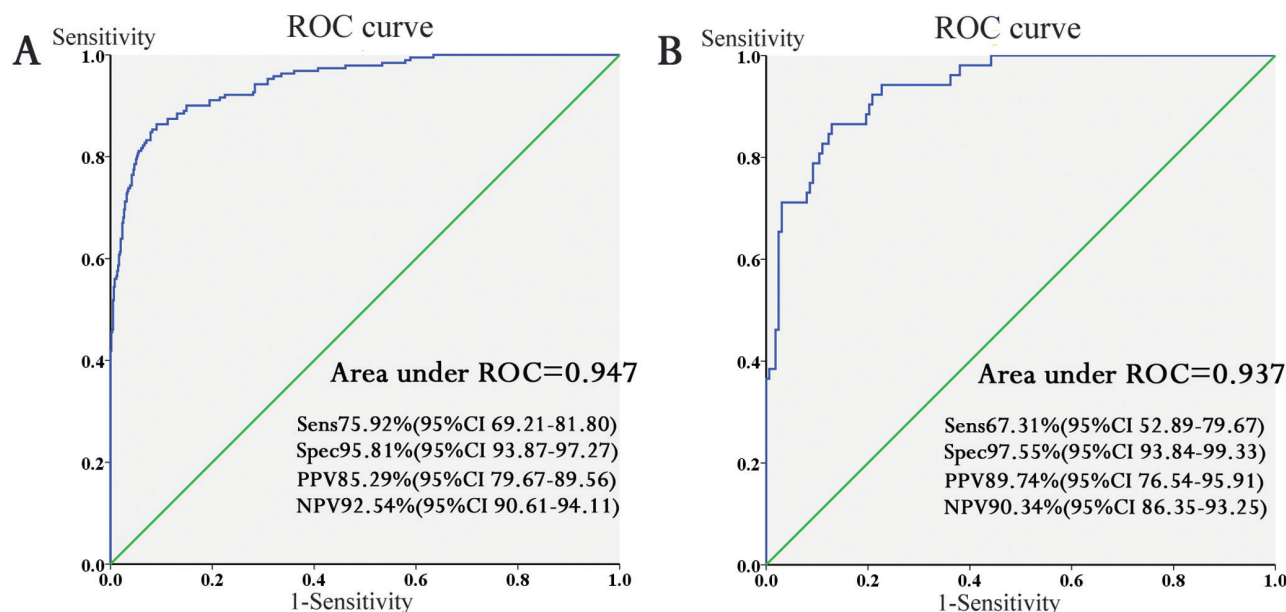 A
Sensitivity
ROC curve
1.0
0.8
0.6
0.4
0.2
0.0
Area under ROC=0.947
Sens75.92%(95%CI 69.21-81.80)
Spec95.81%(95%CI 93.87-97.27)
PPV85.29%(95%CI 79.67-89.56)
NPV92.54%(95%CI 90.61-94.11)
0.0 0.2 0.4 0.6 0.8 1.0
1-Sensitivity
B
Sensitivity
ROC curve
1.0
0.8
0.6
0.4
0.2
0.0
Area under ROC=0.937
Sens67.31%(95%CI 52.89-79.67)
Spec97.55%(95%CI 93.84-99.33)
PPV89.74%(95%CI 76.54-95.91)
NPV90.34%(95%CI 86.35-93.25)
0.0 0.2 0.4 0.6 0.8 1.0
1-Sensitivity